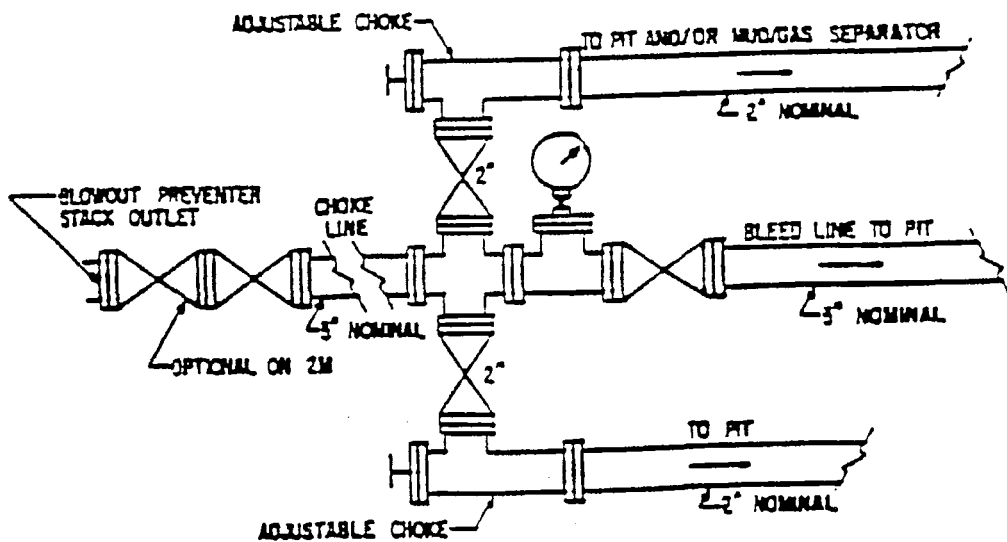 ADJUSTABLE CHOKE
TO PIT AND/OR MUD/GAS SEPARATOR
2" NOMINAL
2"
BLOWOUT PREVENTER
STACK OUTLET
CHOKE
LINE
BLEED LINE TO PIT
3" NOMINAL
3" NOMINAL
OPTIONAL ON 2M
2"
TO PIT
2" NOMINAL
ADJUSTABLE CHOKE